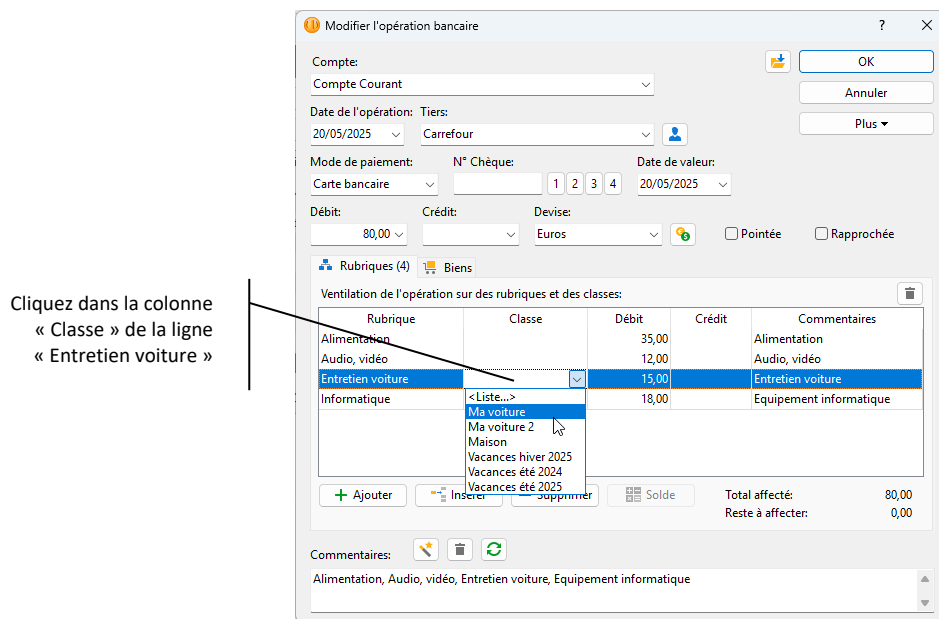 Modifier l'opération bancaire
?
Compte:
OK
Compte Courant
Annuler
Date de l'opération: Tiers:
Plus
20/05/2025 Carrefour
Mode de paiement: N° Chèque: Date de valeur:
Carte bancaire 1 2 3 4 20/05/2025
Débit: Crédit: Devise:
80,00 Euros Pointée Rapprochée
Rubriques (4) Biens
Ventilation de l'opération sur des rubriques et des classes:
Rubrique Classe Débit Crédit Commentaires
Alimentation 35,00 Alimentation
Audio, vidéo 12,00 Audio, vidéo
Entretien voiture 15,00 Entretien voiture
Informatique 18,00 Equipement informatique
<Liste...>
Ma voiture
Ma voiture 2
Maison
Vacances hiver 2025
Vacances été 2024
Vacances été 2025
Cliquez dans la colonne
« Classe » de la ligne
« Entretien voiture »
Ajouter Insérer Supprimer Solde Total affecté: 80,00
Reste à affecter: 0,00
Commentaires:
Alimentation, Audio, vidéo, Entretien voiture, Equipement informatique